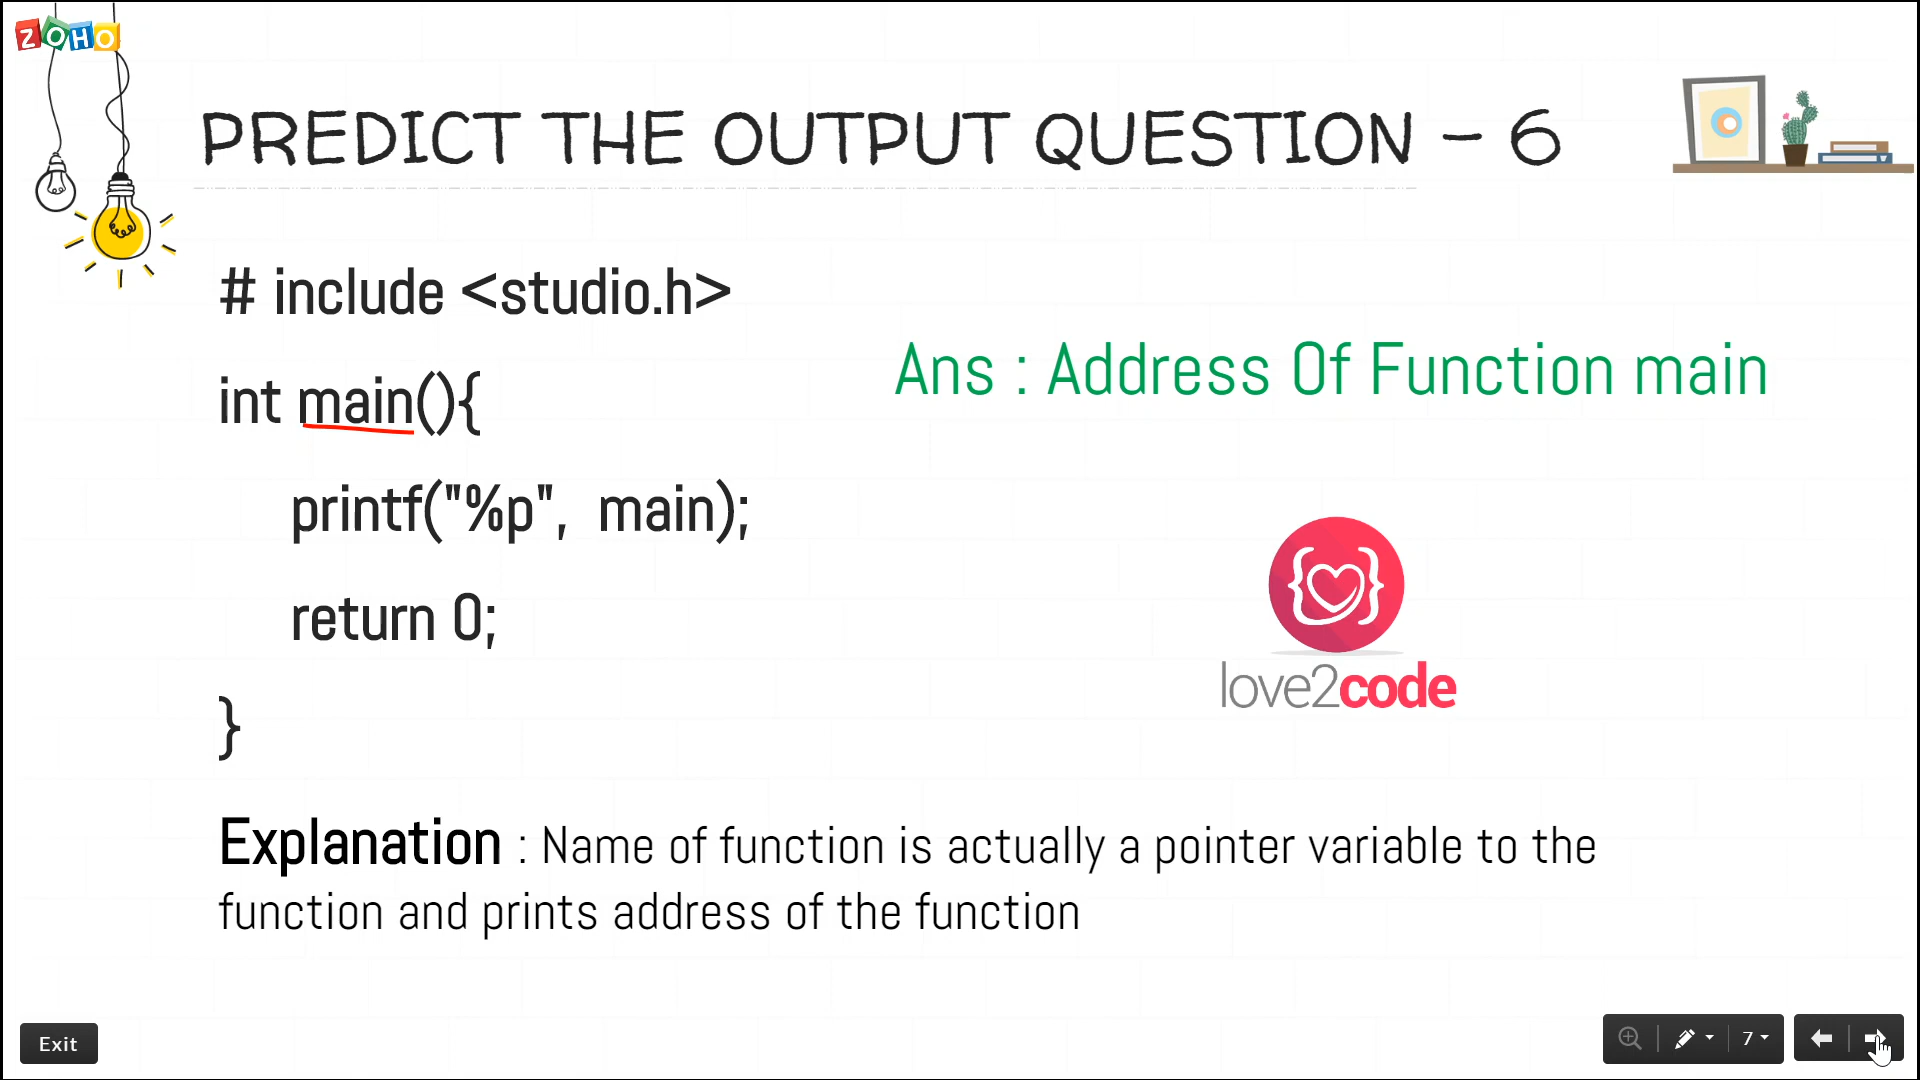 ZOHO
PREDICT THE OUTPUT QUESTION - 6
# include <studio.h>
int main(){
Ans : Address Of Function main
printf("%p", main);
return 0;
}
love2code
Explanation : Name of function is actually a pointer variable to the
function and prints address of the function
Exit
7